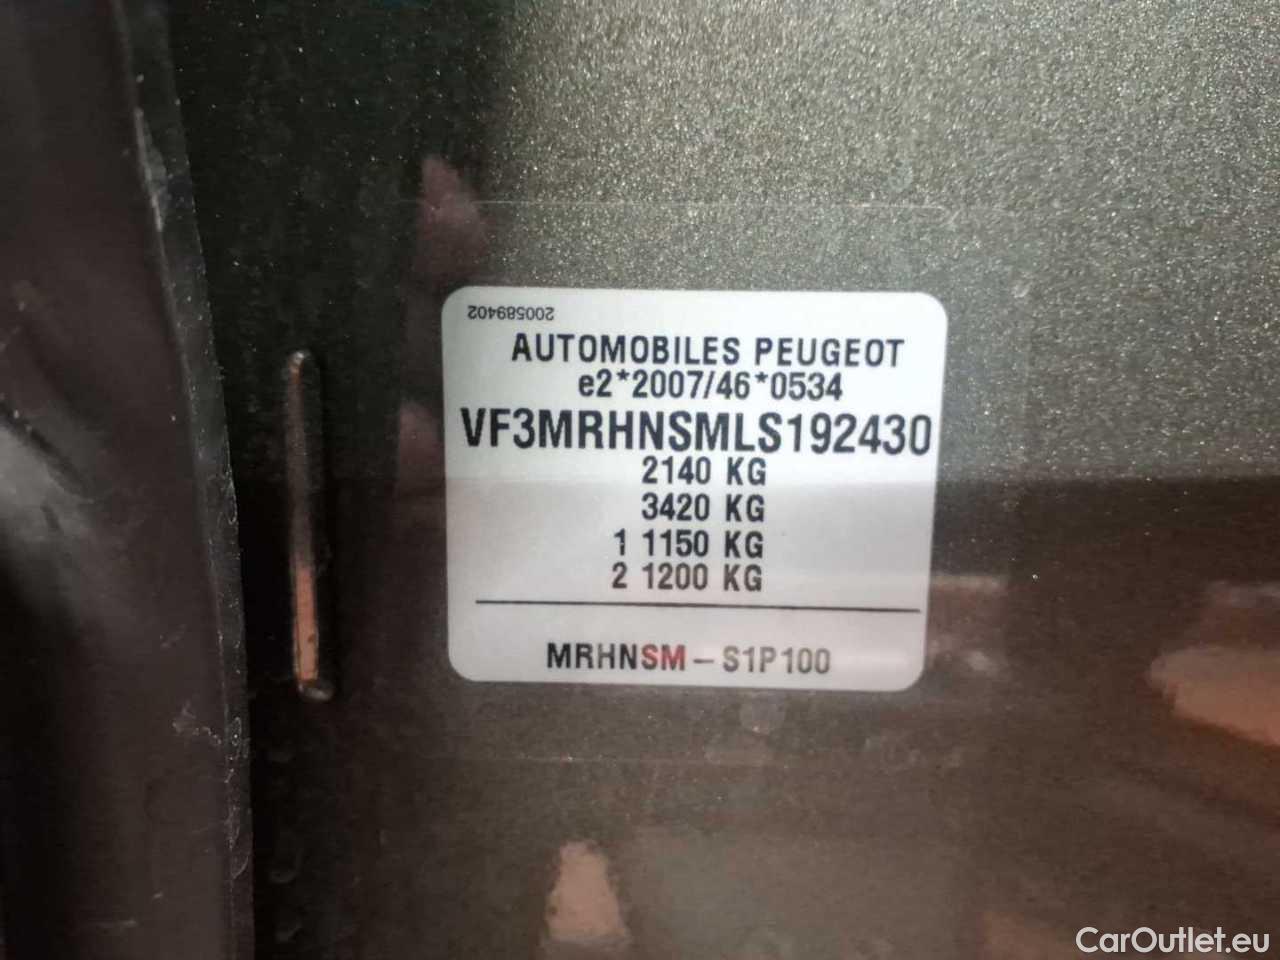 200589402
AUTOMOBILES PEUGEOT
e2*2007/46*0534
VF3MRHNSMLS192430
2140 KG
3420 KG
1 1150 KG
2 1200 KG
MRHNSM – S1P100
CarOutlet.eu